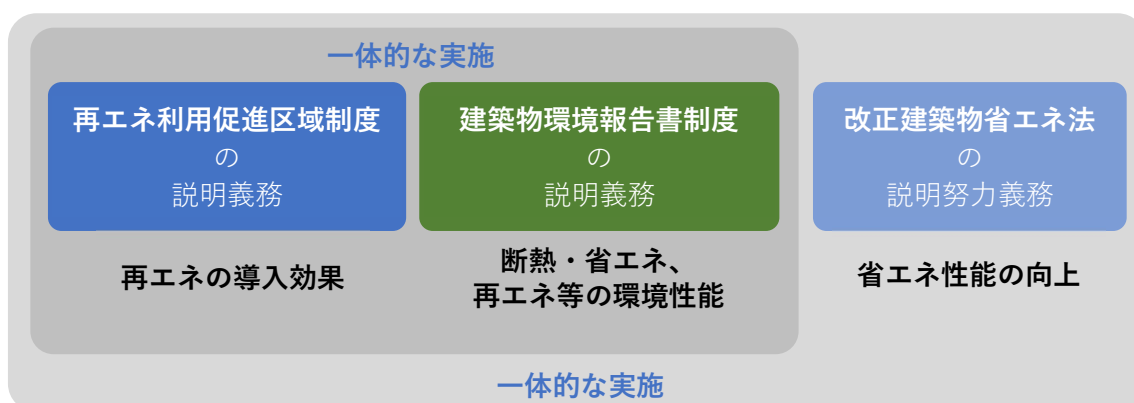 一体的な実施
再エネ利用促進区域制度
の
説明義務
建築物環境報告書制度
の
説明義務
改正建築物省エネ法
の
説明努力義務
再エネの導入効果
断熱・省エネ、
再エネ等の環境性能
省エネ性能の向上
一体的な実施